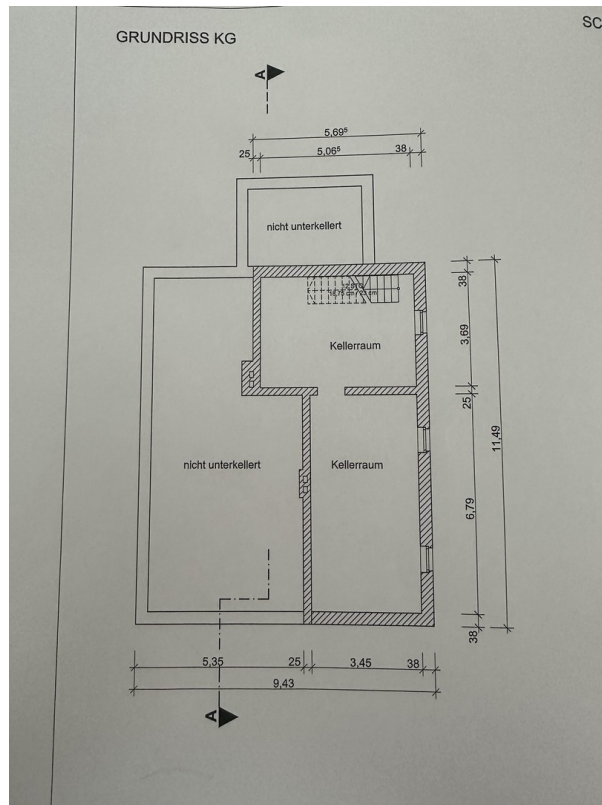 GRUNDRISS KG
SC
A
5,69⁵
25
5,06⁵
38
nicht unterkellert
38
Kellerraum
3,69
25
11,49
nicht unterkellert
Kellerraum
6,79
38
5,35
25
3,45
38
9,43
A